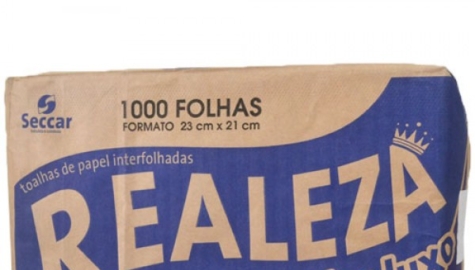 Seccar
1000 FOLHAS
FORMATO 23 cm x 21 cm
toalhas de papel interfolhadas
REALEZA